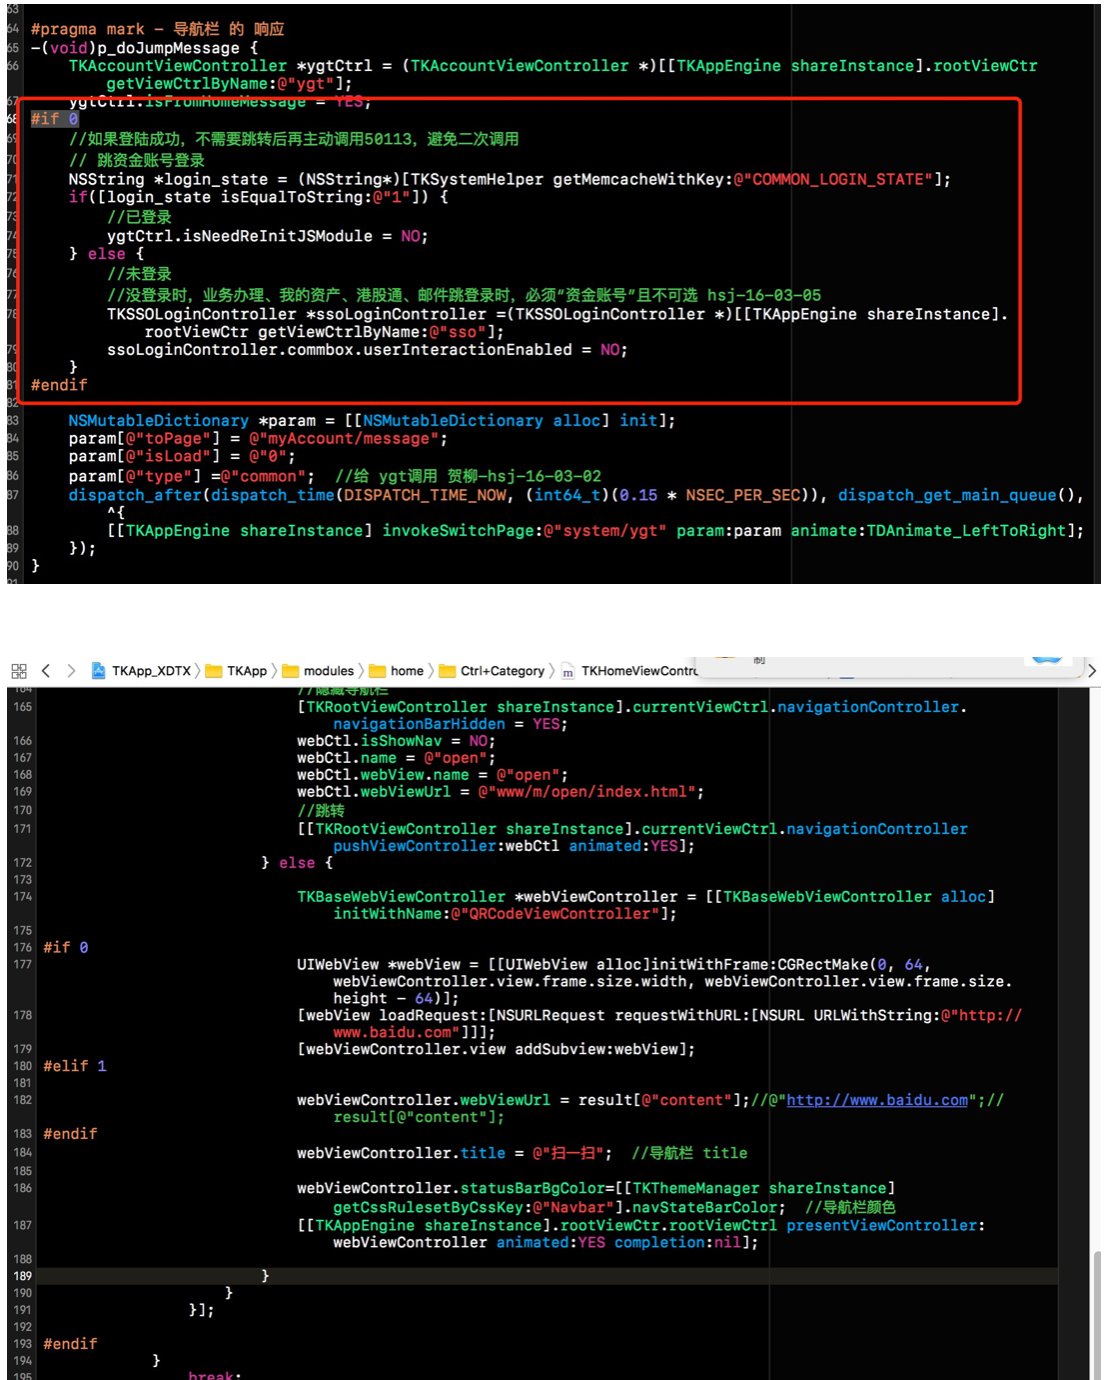 63
64 #pragma mark - 导航栏 的 响应
65 -(void)p_doJumpMessage {
66 TKAccountViewController *ygtCtrl = (TKAccountViewController *)[[TKAppEngine shareInstance].rootViewCtr
getViewCtrlByName:@"ygt"];
67 ygtCtrl.isFromHomeMessage = YES;
68 #if 0
69 //如果登陆成功，不需要跳转后再主动调用50113，避免二次调用
70 // 跳资金账号登录
71 NSString *login_state = (NSString*)[TKSystemHelper getMemcacheWithKey:@"COMMON_LOGIN_STATE"];
72 if([login_state isEqualToString:@"1"]) {
73 //已登录
74 ygtCtrl.isNeedReInitJSModule = NO;
75 } else {
76 //未登录
77 //没登录时，业务办理、我的资产、港股通、邮件跳登录时，必须“资金账号”且不可选 hsj-16-03-05
78 TKSSOLoginController *ssoLoginController =(TKSSOLoginController *)[[TKAppEngine shareInstance].
rootViewCtr getViewCtrlByName:@"sso"];
79 ssoLoginController.commbox.userInteractionEnabled = NO;
80 }
81 #endif
82
83 NSMutableDictionary *param = [[NSMutableDictionary alloc] init];
84 param[@"toPage"] = @"myAccount/message";
85 param[@"isLoad"] = @"0";
86 param[@"type"] =@"common"; //给 ygt调用 贺柳-hsj-16-03-02
87 dispatch_after(dispatch_time(DISPATCH_TIME_NOW, (int64_t)(0.15 * NSEC_PER_SEC)), dispatch_get_main_queue(),
^{
88 [[TKAppEngine shareInstance] invokeSwitchPage:@"system/ygt" param:param animate:TDAnimate_LeftToRight];
89 });
90 }
91
TKApp_XDTX 〉 TKApp 〉 modules 〉 home 〉 Ctrl+Category 〉 m TKHomeViewContro
制
164 //隐藏导航栏
165 [TKRootViewController shareInstance].currentViewCtrl.navigationController.
navigationBarHidden = YES;
166 webCtl.isShowNav = NO;
167 webCtl.name = @"open";
168 webCtl.webView.name = @"open";
169 webCtl.webViewUrl = @"www/m/open/index.html";
170 //跳转
171 [[TKRootViewController shareInstance].currentViewCtrl.navigationController
pushViewController:webCtl animated:YES];
172 } else {
173
174 TKBaseWebViewController *webViewController = [[TKBaseWebViewController alloc]
initWithName:@"QRCodeViewController"];
175
176 #if 0
177 UIWebView *webView = [[UIWebView alloc]initWithFrame:CGRectMake(0, 64,
webViewController.view.frame.size.width, webViewController.view.frame.size.
height - 64)];
178 [webView loadRequest:[NSURLRequest requestWithURL:[NSURL URLWithString:@"http://
www.baidu.com"]]];
179 [webViewController.view addSubview:webView];
180 #elif 1
181
182 webViewController.webViewUrl = result[@"content"];//@"http://www.baidu.com";//
result[@"content"];
183 #endif
184 webViewController.title = @"扫一扫"; //导航栏 title
185
186 webViewController.statusBarBgColor=[[TKThemeManager shareInstance]
getCssRulesetByCssKey:@"Navbar"].navStateBarColor; //导航栏颜色
187 [[TKAppEngine shareInstance].rootViewCtr.rootViewCtrl presentViewController:
webViewController animated:YES completion:nil];
188
189 }
190 }
191 }];
192
193 #endif
194 }
195 break;